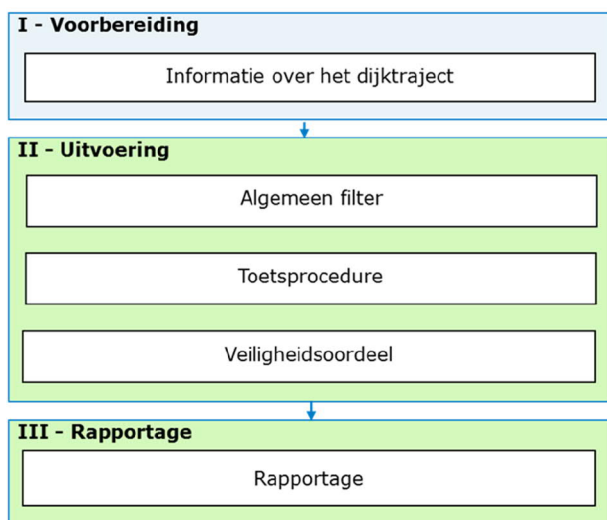 I - Voorbereiding
Informatie over het dijktraject
II - Uitvoering
Algemeen filter
Toetsprocedure
Veiligheidsoordeel
III - Rapportage
Rapportage